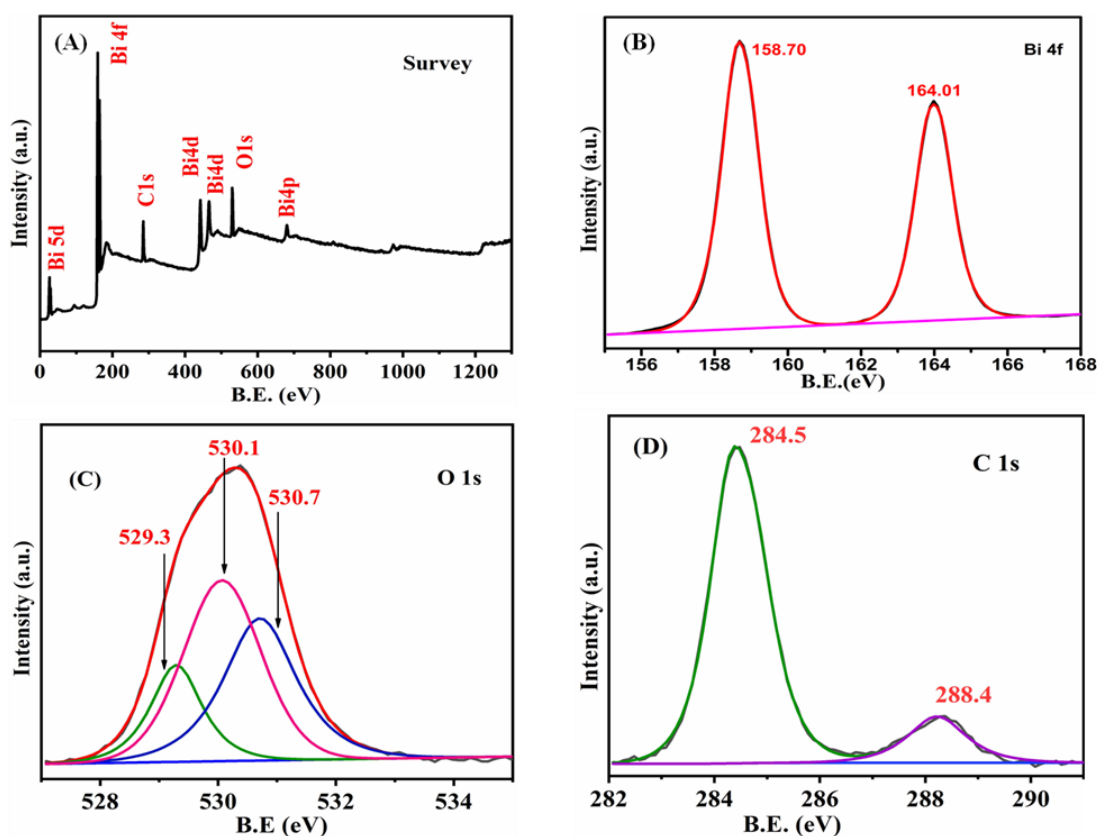 (A)
Survey
Bi 5d
Bi 4f
C1s
Bi4d
Bi4d
O1s
Bi4p
Intensity (a.u.)
0 200 400 600 800 1000 1200
B.E. (eV)
(B)
Bi 4f
158.70
164.01
Intensity (a.u.)
156 158 160 162 164 166 168
B.E.(eV)
(C)
O 1s
529.3
530.1
530.7
Intensity (a.u.)
528 530 532 534
B.E (eV)
(D)
C 1s
284.5
288.4
Intensity (a.u.)
282 284 286 288 290
B.E. (eV)